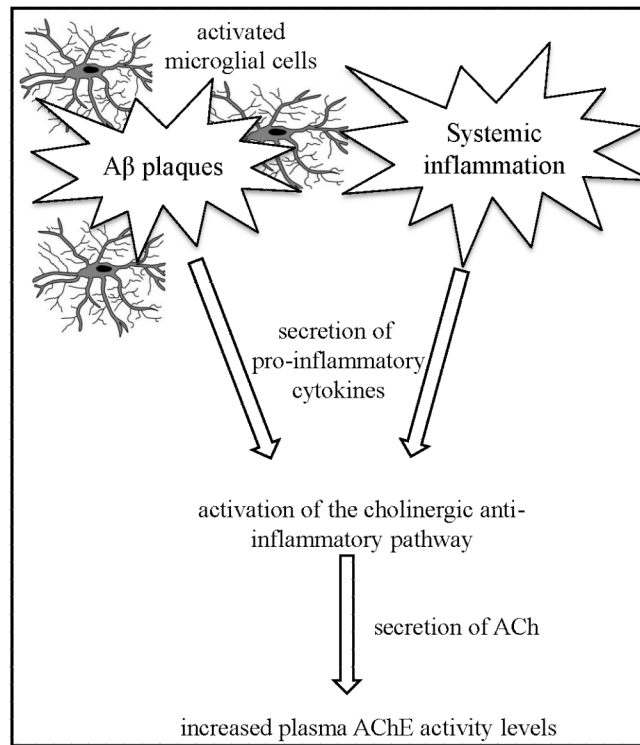 activated
microglial cells
Aβ plaques
Systemic
inflammation
secretion of
pro-inflammatory
cytokines
activation of the cholinergic anti-
inflammatory pathway
secretion of ACh
increased plasma AChE activity levels